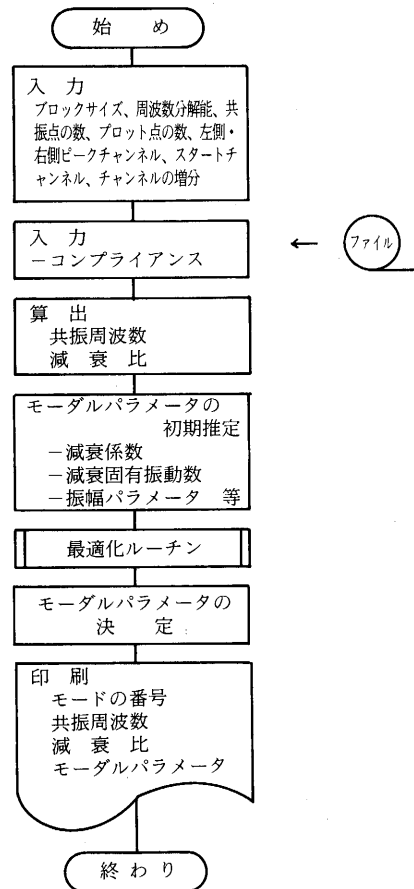 始 め
入 力
ブロックサイズ、周波数分解能、共
振点の数、プロット点の数、左側・
右側ピークチャンネル、スタートチ
ャンネル、チャンネルの増分
入 力
－コンプライアンス
← ファイル
算 出
共振周波数
減 衰 比
モーダルパラメータの
初期推定
－減衰係数
－減衰固有振動数
－振幅パラメータ 等
最適化ルーチン
モーダルパラメータの
決 定
印 刷
モードの番号
共振周波数
減 衰 比
モーダルパラメータ
終 わ り